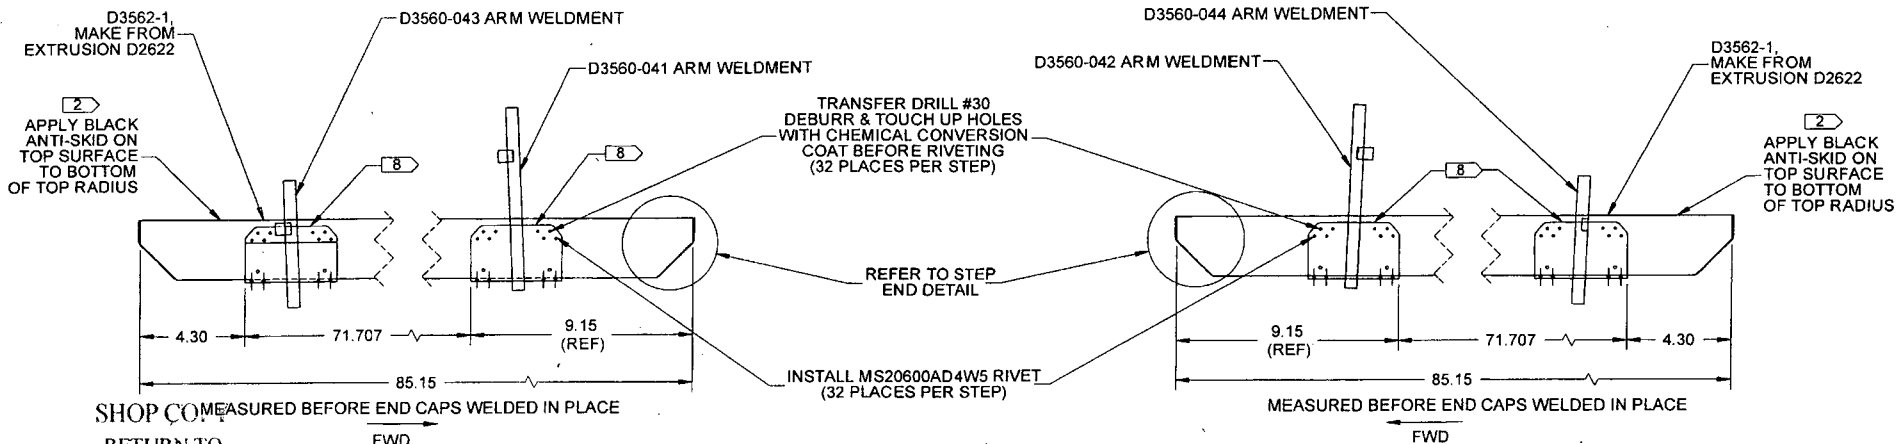 D3562-1,
MAKE FROM
EXTRUSION D2622
D3560-043 ARM WELDMENT
D3560-041 ARM WELDMENT
2
APPLY BLACK
ANTI-SKID ON
TOP SURFACE
TO BOTTOM
OF TOP RADIUS
8
8
TRANSFER DRILL #30
DEBURR & TOUCH UP HOLES
WITH CHEMICAL CONVERSION
COAT BEFORE RIVETING
(32 PLACES PER STEP)
REFER TO STEP
END DETAIL
INSTALL MS20600AD4W5 RIVET
(32 PLACES PER STEP)
4.30
71.707
9.15
(REF)
85.15
MEASURED BEFORE END CAPS WELDED IN PLACE
FWD
SHOP
RETURN TO
D3560-044 ARM WELDMENT
D3560-042 ARM WELDMENT
D3562-1,
MAKE FROM
EXTRUSION D2622
2
APPLY BLACK
ANTI-SKID ON
TOP SURFACE
TO BOTTOM
OF TOP RADIUS
8
9.15
(REF)
71.707
4.30
85.15
MEASURED BEFORE END CAPS WELDED IN PLACE
FWD